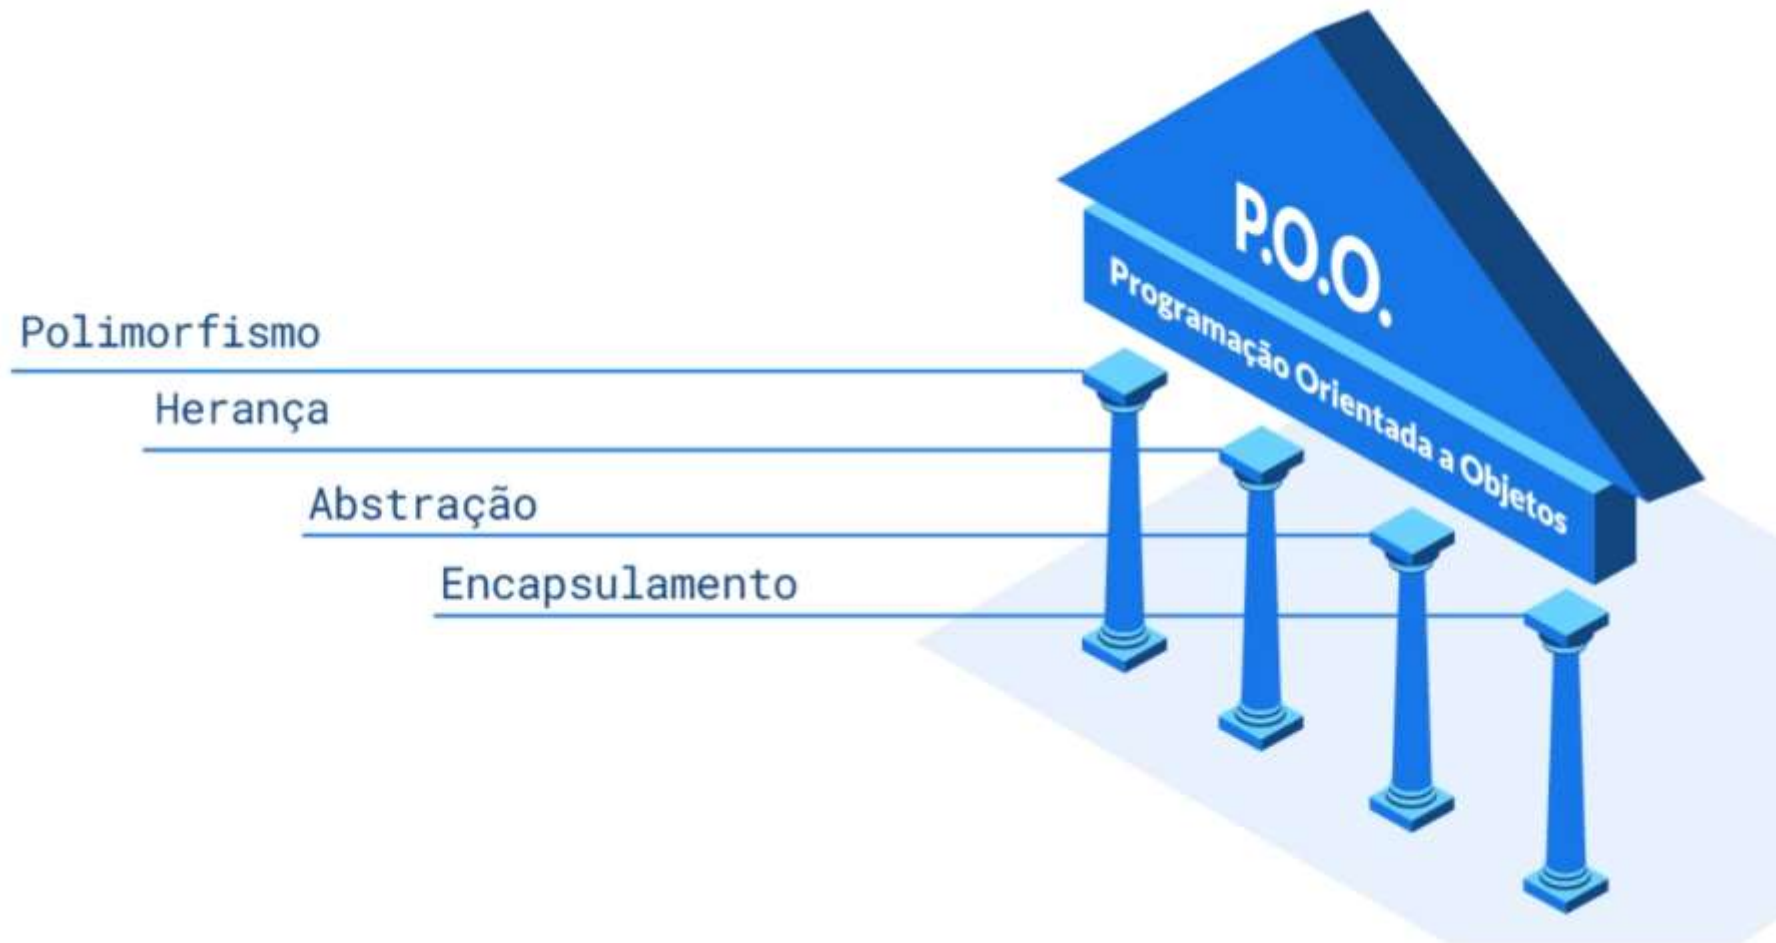 P.O.O.
Programação Orientada a Objetos
Polimorfismo
Herança
Abstração
Encapsulamento